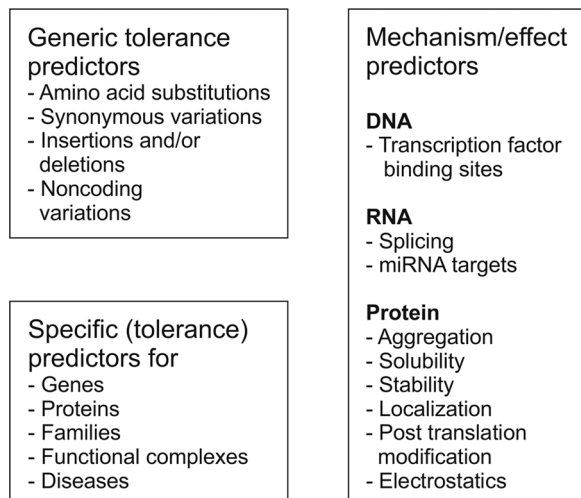 Generic tolerance
predictors
- Amino acid substitutions
- Synonymous variations
- Insertions and/or
deletions
- Noncoding
variations
Specific (tolerance)
predictors for
- Genes
- Proteins
- Families
- Functional complexes
- Diseases
Mechanism/effect
predictors
DNA
- Transcription factor
binding sites
RNA
- Splicing
- miRNA targets
Protein
- Aggregation
- Solubility
- Stability
- Localization
- Post translation
modification
- Electrostatics